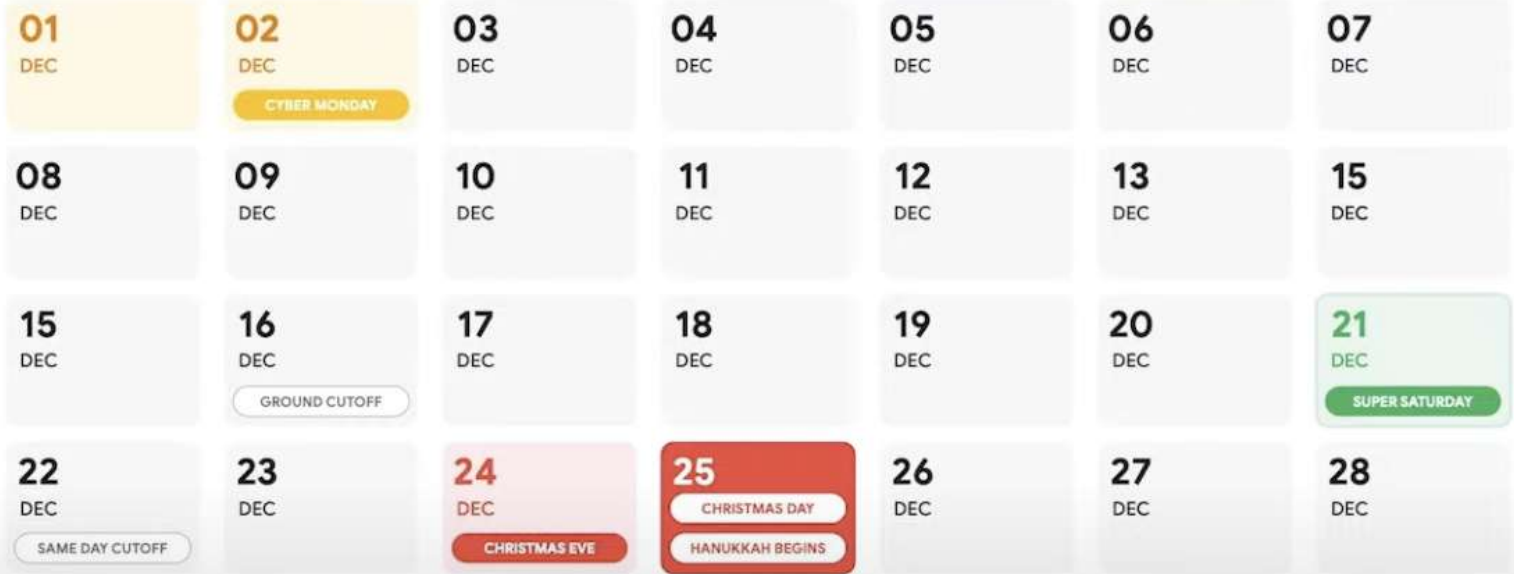 01
DEC
02
DEC
CYBER MONDAY
03
DEC
04
DEC
05
DEC
06
DEC
07
DEC
08
DEC
09
DEC
10
DEC
11
DEC
12
DEC
13
DEC
15
DEC
15
DEC
16
DEC
GROUND CUTOFF
17
DEC
18
DEC
19
DEC
20
DEC
21
DEC
SUPER SATURDAY
22
DEC
SAME DAY CUTOFF
23
DEC
24
DEC
CHRISTMAS EVE
25
CHRISTMAS DAY
HANUKKAH BEGINS
26
DEC
27
DEC
28
DEC